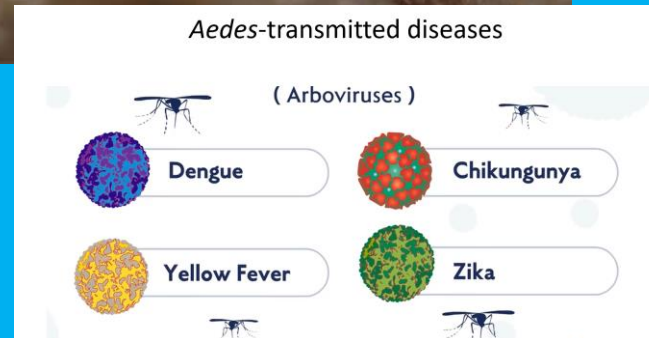 Aedes-transmitted diseases
( Arboviruses )
Dengue
Chikungunya
Yellow Fever
Zika